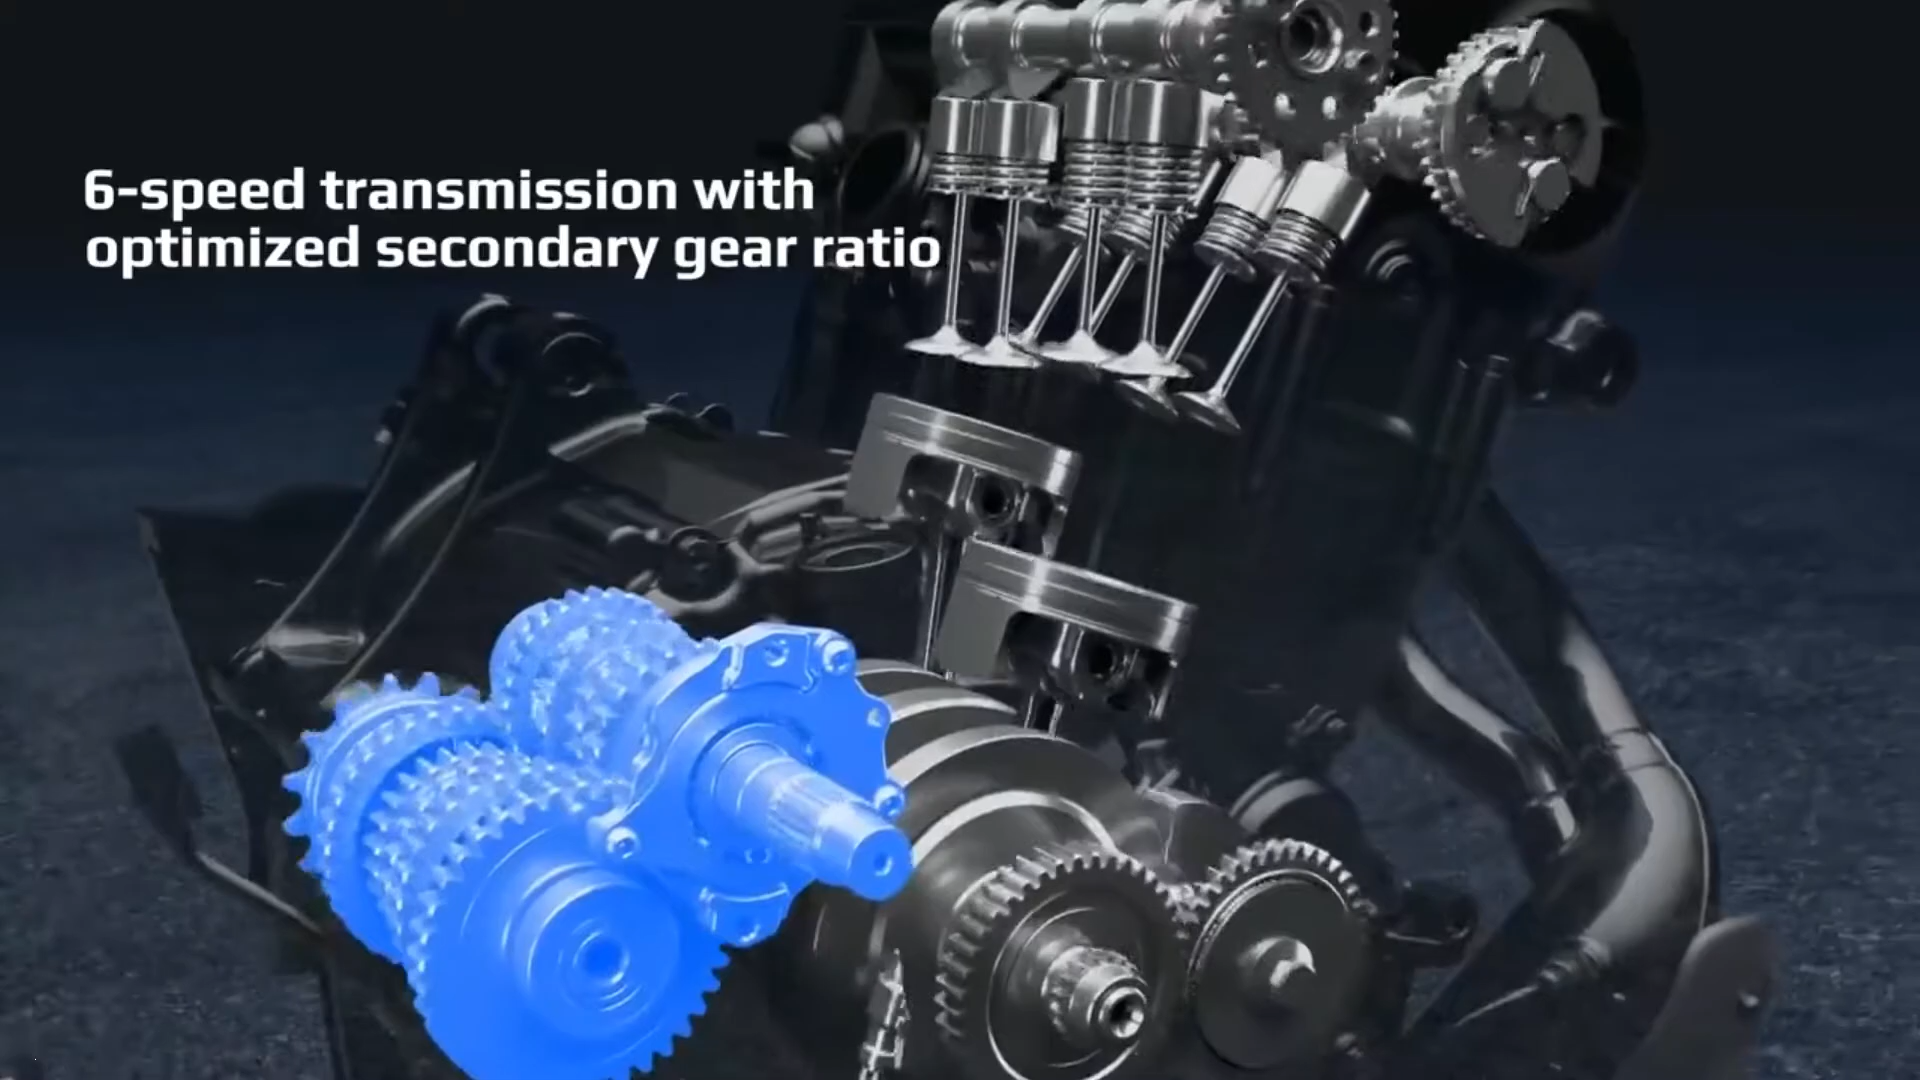 6-speed transmission with
optimized secondary gear ratio